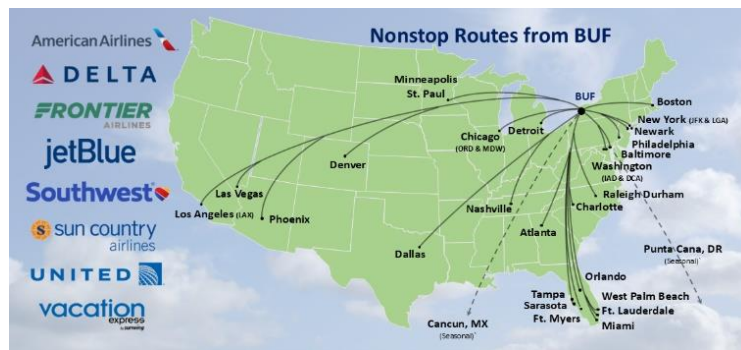 Nonstop Routes from BUF
American Airlines
DELTA
FRONTIER
AIRLINES
jetBlue
Southwest
S sun country
airlines
UNITED
vacation
express
Minneapolis
St. Paul
BUF
Boston
New York (JFK & LGA)
Newark
Philadelphia
Baltimore
Washington
(IAD & DCA)
Chicago
(ORD & MDW)
Detroit
Denver
Las Vegas
Los Angeles (LAX)
Phoenix
Nashville
Raleigh Durham
Charlotte
Dallas
Atlanta
Punta Cana, DR
(Seasonal)
Orlando
Tampa
Sarasota
Ft. Myers
West Palm Beach
Ft. Lauderdale
Miami
Cancun, MX
(Seasonal)